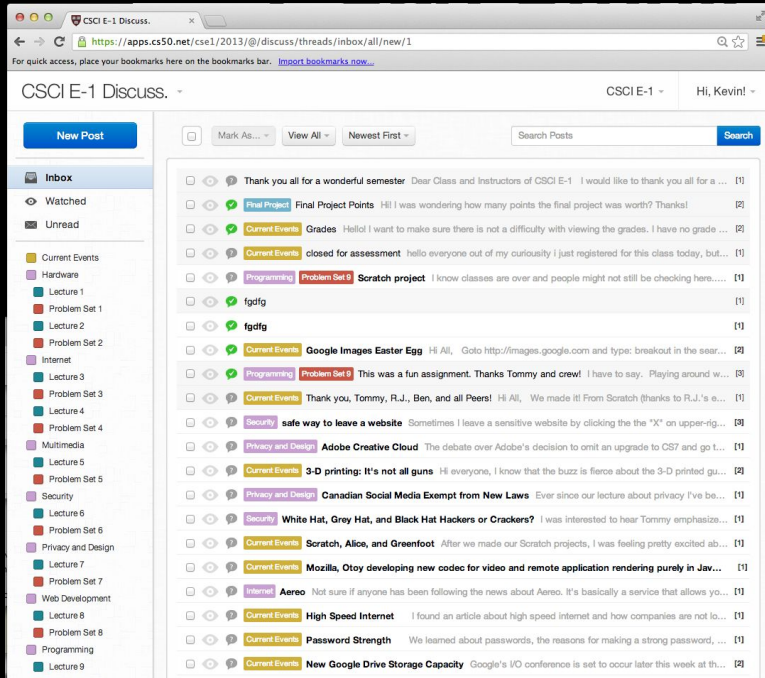 CSCI E-1 Discuss.
https://apps.cs50.net/cse1/2013/@/discuss/threads/inbox/all/new/1
For quick access, place your bookmarks here on the bookmarks bar. Import bookmarks now...
CSCI E-1 Discuss. CSCI E-1 Hi, Kevin!
New Post
Mark As... View All Newest First Search Posts Search
Inbox
Watched
Unread
Current Events
Hardware
Lecture 1
Problem Set 1
Lecture 2
Problem Set 2
Internet
Lecture 3
Problem Set 3
Lecture 4
Problem Set 4
Multimedia
Lecture 5
Problem Set 5
Security
Lecture 6
Problem Set 6
Privacy and Design
Lecture 7
Problem Set 7
Web Development
Lecture 8
Problem Set 8
Programming
Lecture 9
Thank you all for a wonderful semester Dear Class and Instructors of CSCI E-1 I would like to thank you all for a ... [1]
Final Project Final Project Points Hi! I was wondering how many points the final project was worth? Thanks! [2]
Current Events Grades Hello! I want to make sure there is not a difficulty with viewing the grades. I have no grade ... [2]
Current Events closed for assessment hello everyone out of my curiousity i just registered for this class today, but... [1]
Programming Problem Set 9 Scratch project I know classes are over and people might not still be checking here.... [1]
fgdfg [1]
fgdfg [1]
Current Events Google Images Easter Egg Hi All, Goto http://images.google.com and type: breakout in the sear... [2]
Programming Problem Set 9 This was a fun assignment. Thanks Tommy and crew! I have to say. Playing around w... [3]
Current Events Thank you, Tommy, R.J., Ben, and all Peers! Hi All, We made it! From Scratch (thanks to R.J.'s e... [1]
Security safe way to leave a website Sometimes I leave a sensitive website by clicking the the "X" on upper-rig... [3]
Privacy and Design Adobe Creative Cloud The debate over Adobe's decision to omit an upgrade to CS7 and go t... [1]
Current Events 3-D printing: It's not all guns Hi everyone, I know that the buzz is fierce about the 3-D printed gu... [2]
Privacy and Design Canadian Social Media Exempt from New Laws Ever since our lecture about privacy I've be... [1]
Security White Hat, Grey Hat, and Black Hat Hackers or Crackers? I was interested to hear Tommy emphasize... [1]
Current Events Scratch, Alice, and Greenfoot After we made our Scratch projects, I was feeling pretty excited ab... [1]
Current Events Mozilla, Otoy developing new codec for video and remote application rendering purely in Jav... [1]
Internet Aereo Not sure if anyone has been following the news about Aereo. It's basically a service that allows yo... [1]
Current Events High Speed Internet I found an article about high speed internet and how companies are not lo... [1]
Current Events Password Strength We learned about passwords, the reasons for making a strong password, ... [1]
Current Events New Google Drive Storage Capacity Google's I/O conference is set to occur later this week at th... [2]